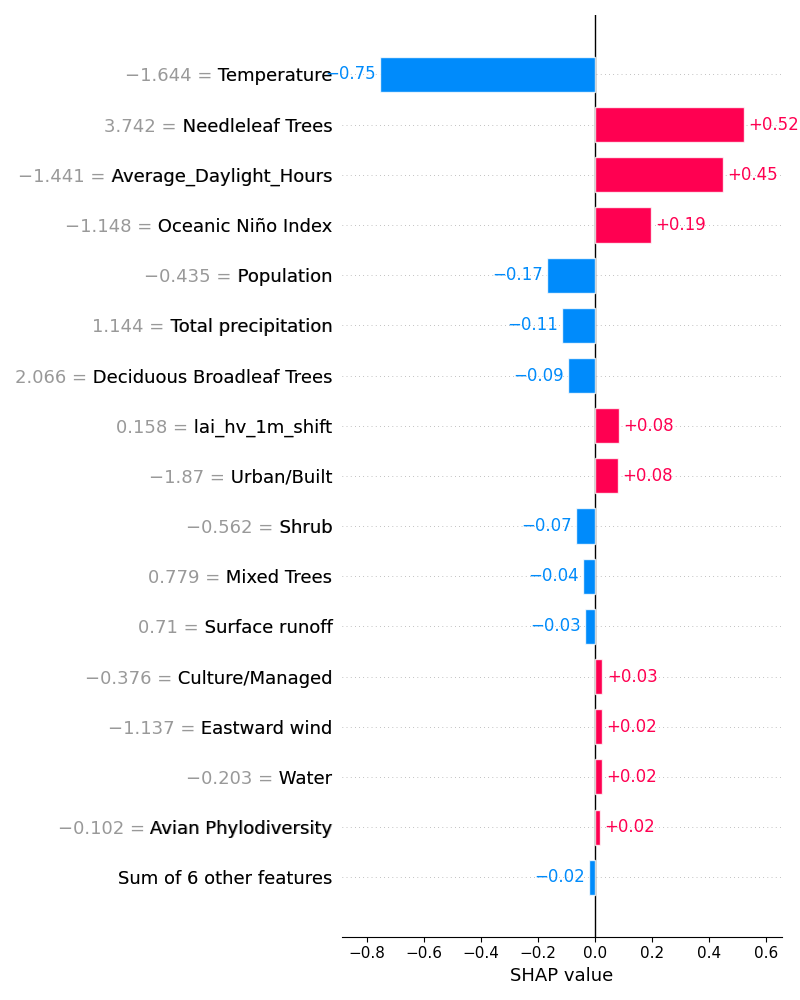 −1.644 = Temperature −0.75
3.742 = Needleleaf Trees +0.52
−1.441 = Average_Daylight_Hours +0.45
−1.148 = Oceanic Niño Index +0.19
−0.435 = Population −0.17
1.144 = Total precipitation −0.11
2.066 = Deciduous Broadleaf Trees −0.09
0.158 = lai_hv_1m_shift +0.08
−1.87 = Urban/Built +0.08
−0.562 = Shrub −0.07
0.779 = Mixed Trees −0.04
0.71 = Surface runoff −0.03
−0.376 = Culture/Managed +0.03
−1.137 = Eastward wind +0.02
−0.203 = Water +0.02
−0.102 = Avian Phylodiversity +0.02
Sum of 6 other features −0.02
−0.8 −0.6 −0.4 −0.2 0.0 0.2 0.4 0.6
SHAP value